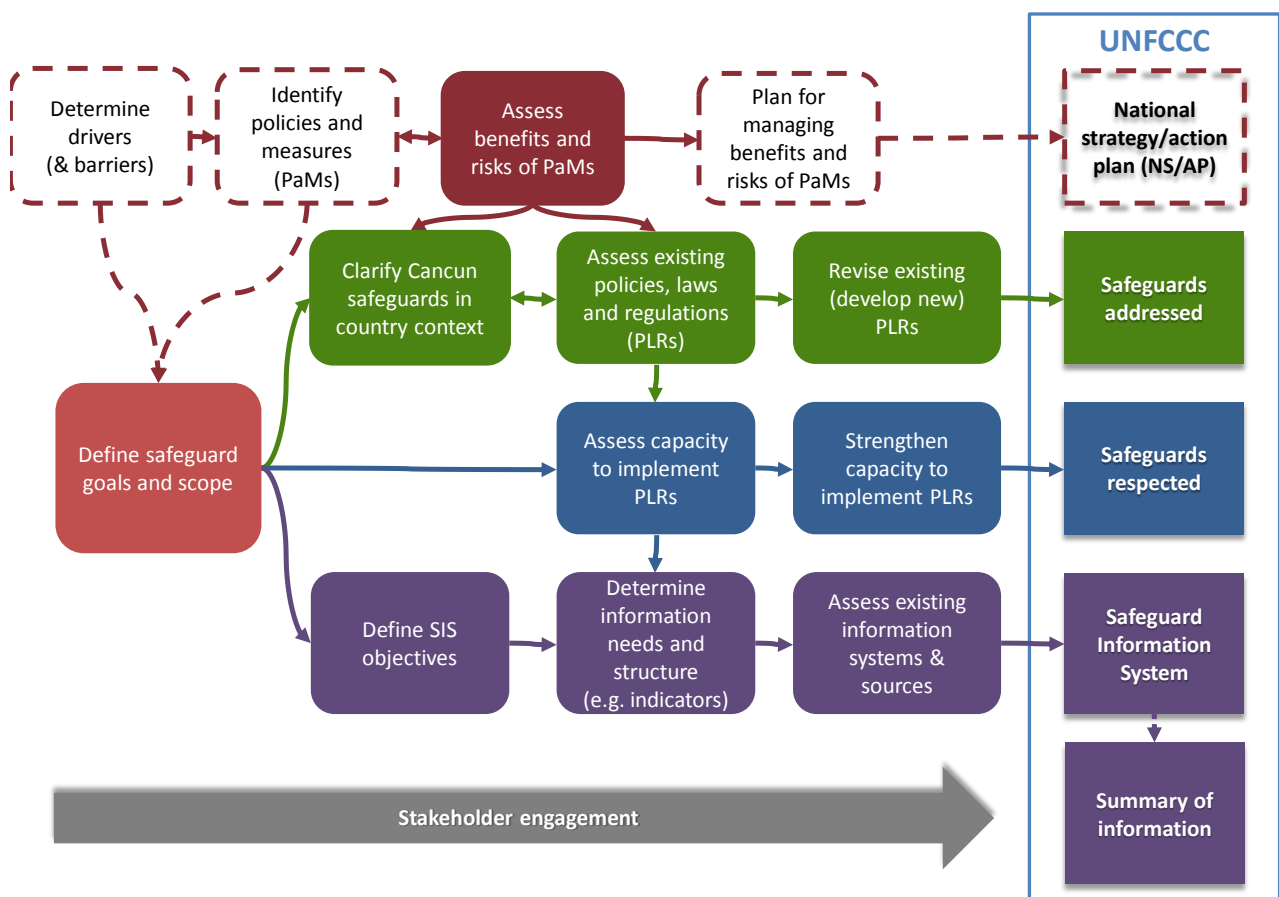 UNFCCC
Determine
drivers
(& barriers)
Identify
policies and
measures
(PaMs)
Assess
benefits and
risks of PaMs
Plan for
managing
benefits and
risks of PaMs
National
strategy/action
plan (NS/AP)
Clarify Cancun
safeguards in
country context
Assess existing
policies, laws
and regulations
(PLRs)
Revise existing
(develop new)
PLRs
Safeguards
addressed
Define safeguard
goals and scope
Assess capacity
to implement
PLRs
Strengthen
capacity to
implement PLRs
Safeguards
respected
Define SIS
objectives
Determine
information
needs and
structure
(e.g. indicators)
Assess existing
information
systems &
sources
Safeguard
Information
System
Stakeholder engagement
Summary of
information